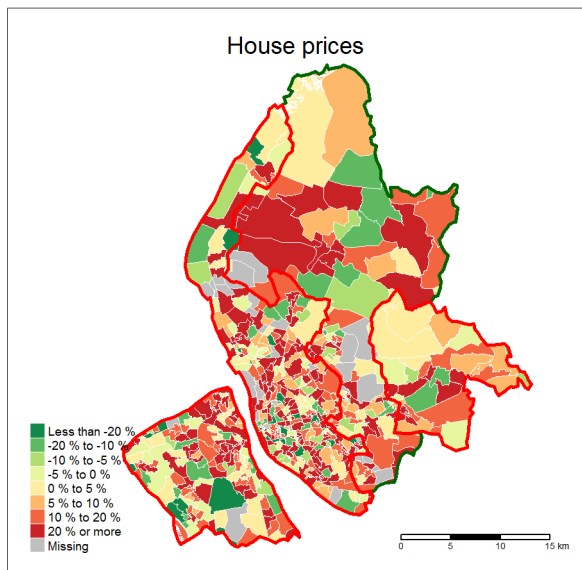 House prices
Less than -20 %
-20 % to -10 %
-10 % to -5 %
-5 % to 0 %
0 % to 5 %
5 % to 10 %
10 % to 20 %
20 % or more
Missing
0 5 10 15 km